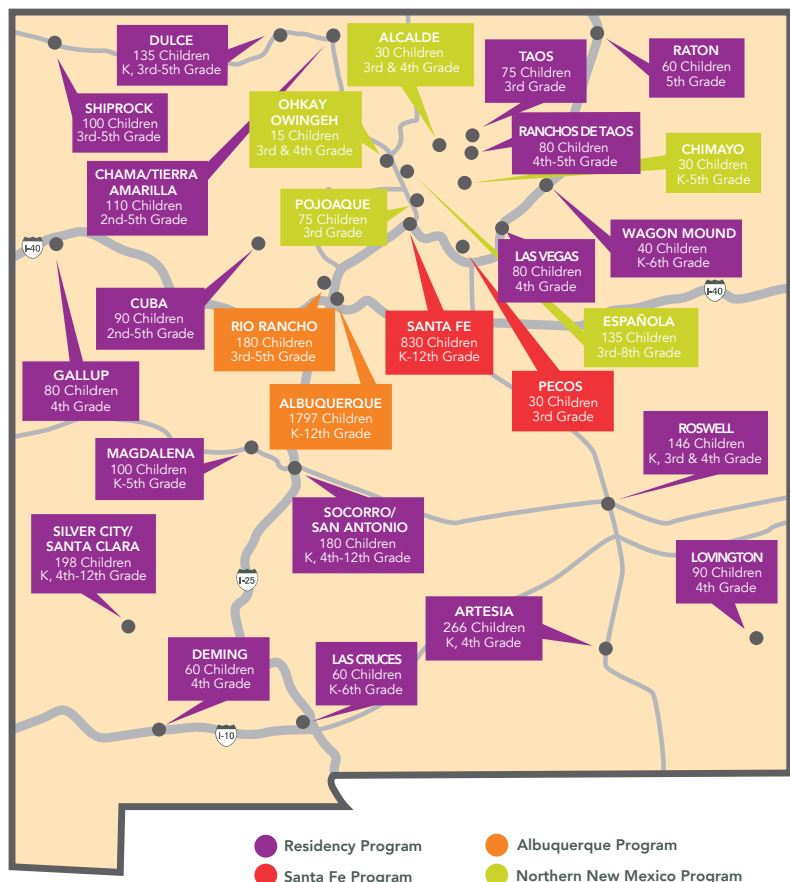 DULCE
135 Children
K, 3rd-5th Grade
ALCALDE
30 Children
3rd & 4th Grade
TAOS
75 Children
3rd Grade
RATON
60 Children
5th Grade
SHIPROCK
100 Children
3rd-5th Grade
OHKAY
OWINGEH
15 Children
3rd & 4th Grade
RANCHOS DE TAOS
80 Children
4th-5th Grade
CHIMAYO
30 Children
K-5th Grade
CHAMA/TIERRA
AMARILLA
110 Children
2nd-5th Grade
POJOAQUE
75 Children
3rd Grade
WAGON MOUND
40 Children
K-6th Grade
I-40
LAS VEGAS
80 Children
4th Grade
I-40
CUBA
90 Children
2nd-5th Grade
RIO RANCHO
180 Children
3rd-5th Grade
SANTA FE
830 Children
K-12th Grade
ESPAÑOLA
135 Children
3rd-8th Grade
GALLUP
80 Children
4th Grade
ALBUQUERQUE
1797 Children
K-12th Grade
PECOS
30 Children
3rd Grade
ROSWELL
146 Children
K, 3rd & 4th Grade
MAGDALENA
100 Children
K-5th Grade
SOCORRO/
SAN ANTONIO
180 Children
K, 4th-12th Grade
SILVER CITY/
SANTA CLARA
198 Children
K, 4th-12th Grade
I-25
LOVINGTON
90 Children
4th Grade
ARTESIA
266 Children
K, 4th Grade
DEMING
60 Children
4th Grade
LAS CRUCES
60 Children
K-6th Grade
I-10
Residency Program
Albuquerque Program
Santa Fe Program
Northern New Mexico Program